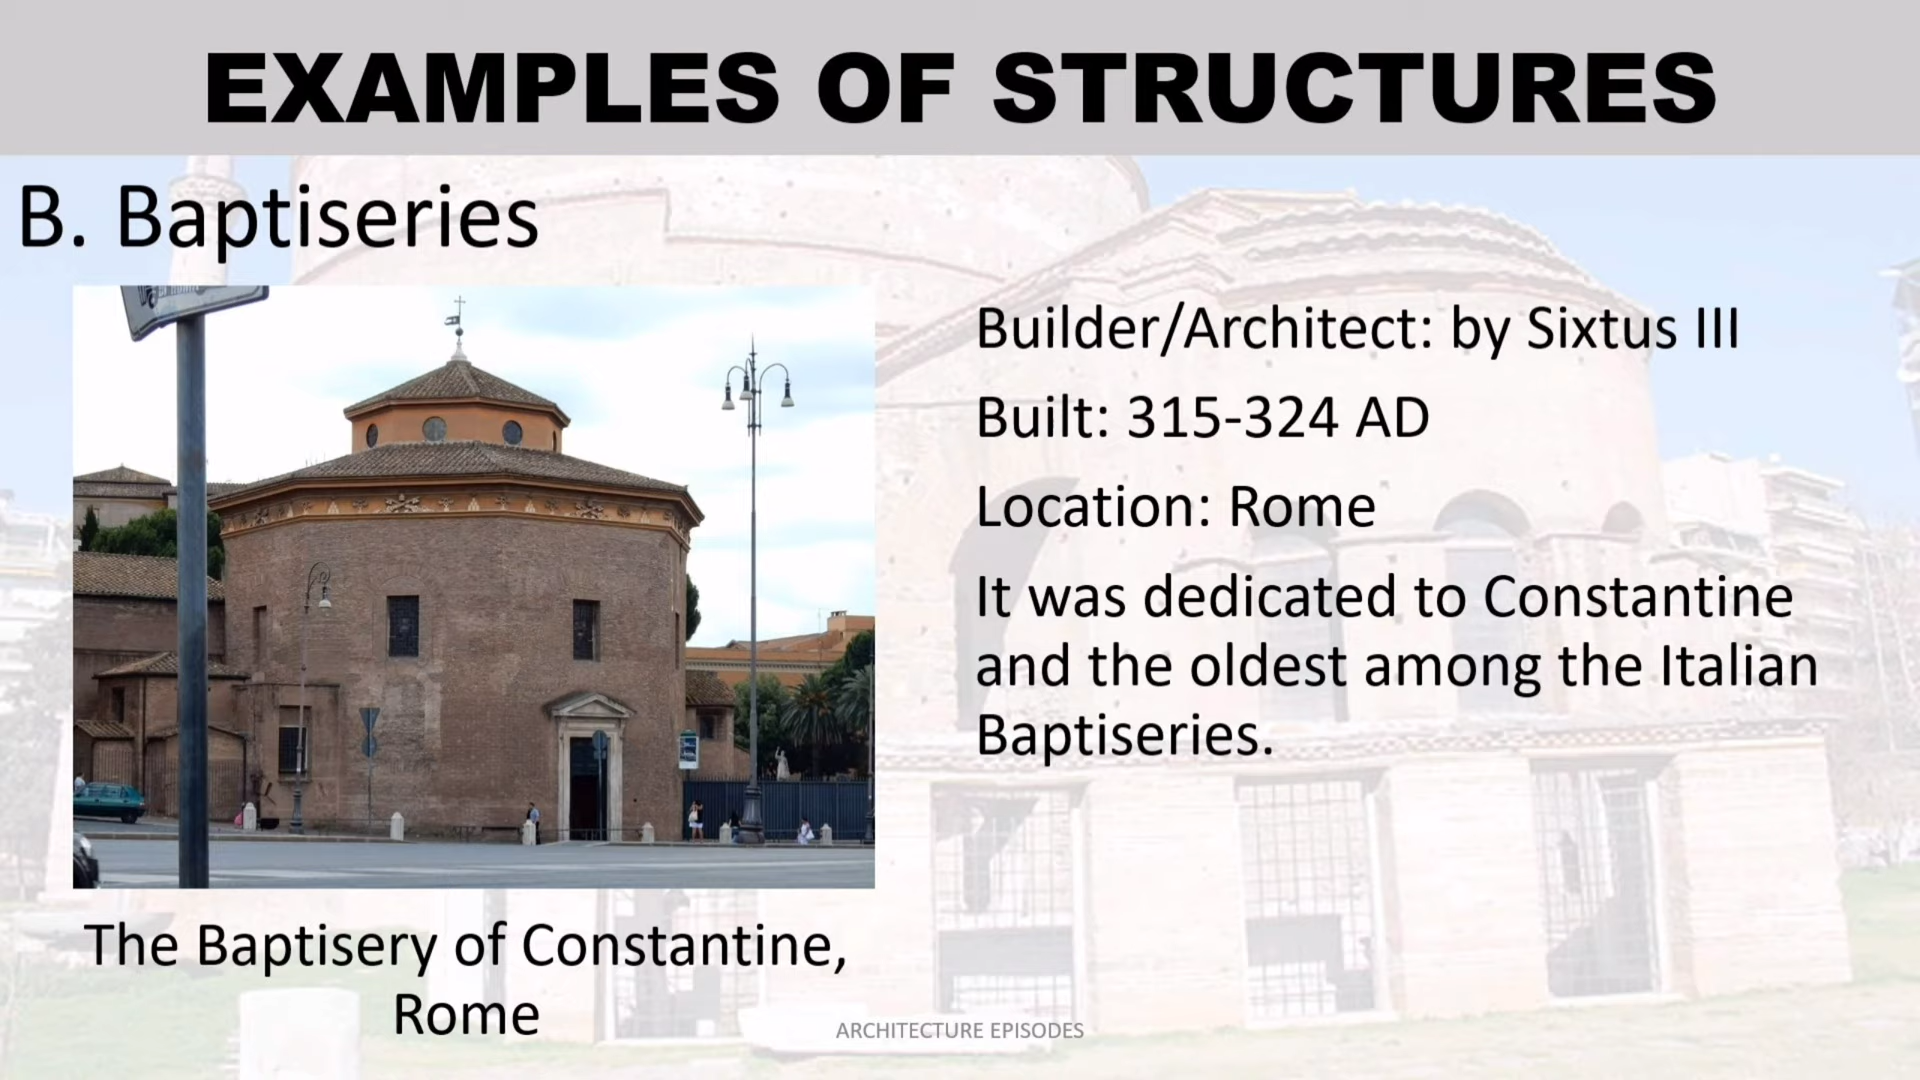 EXAMPLES OF STRUCTURES
B. Baptiseries
Builder/Architect: by Sixtus III
Built: 315-324 AD
Location: Rome
It was dedicated to Constantine
and the oldest among the Italian
Baptiseries.
The Baptisery of Constantine,
Rome
ARCHITECTURE EPISODES